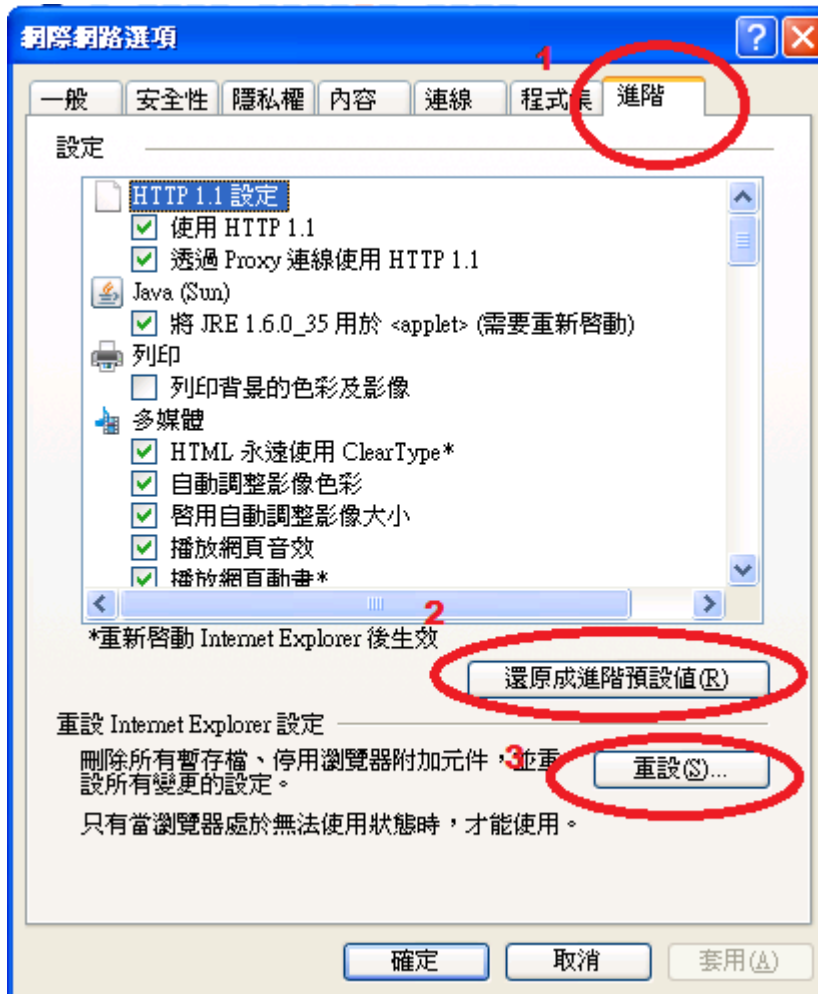 網際網路選項
1
一般 安全性 隱私權 內容 連線 程式集 進階
設定
HTTP 1.1 設定
使用 HTTP 1.1
透過 Proxy 連線使用 HTTP 1.1
Java (Sun)
將 JRE 1.6.0_35 用於 <applet> (需要重新啓動)
列印
列印背景的色彩及影像
多媒體
HTML 永遠使用 ClearType*
自動調整影像色彩
啓用自動調整影像大小
播放網頁音效
播放網頁動畫*
2
*重新啓動 Internet Explorer 後生效
還原成進階預設值(R)
重設 Internet Explorer 設定
刪除所有暫存檔、停用瀏覽器附加元件，並重
設所有變更的設定。
3
重設(S)...
只有當瀏覽器處於無法使用狀態時，才能使用。
確定 取消 套用(A)